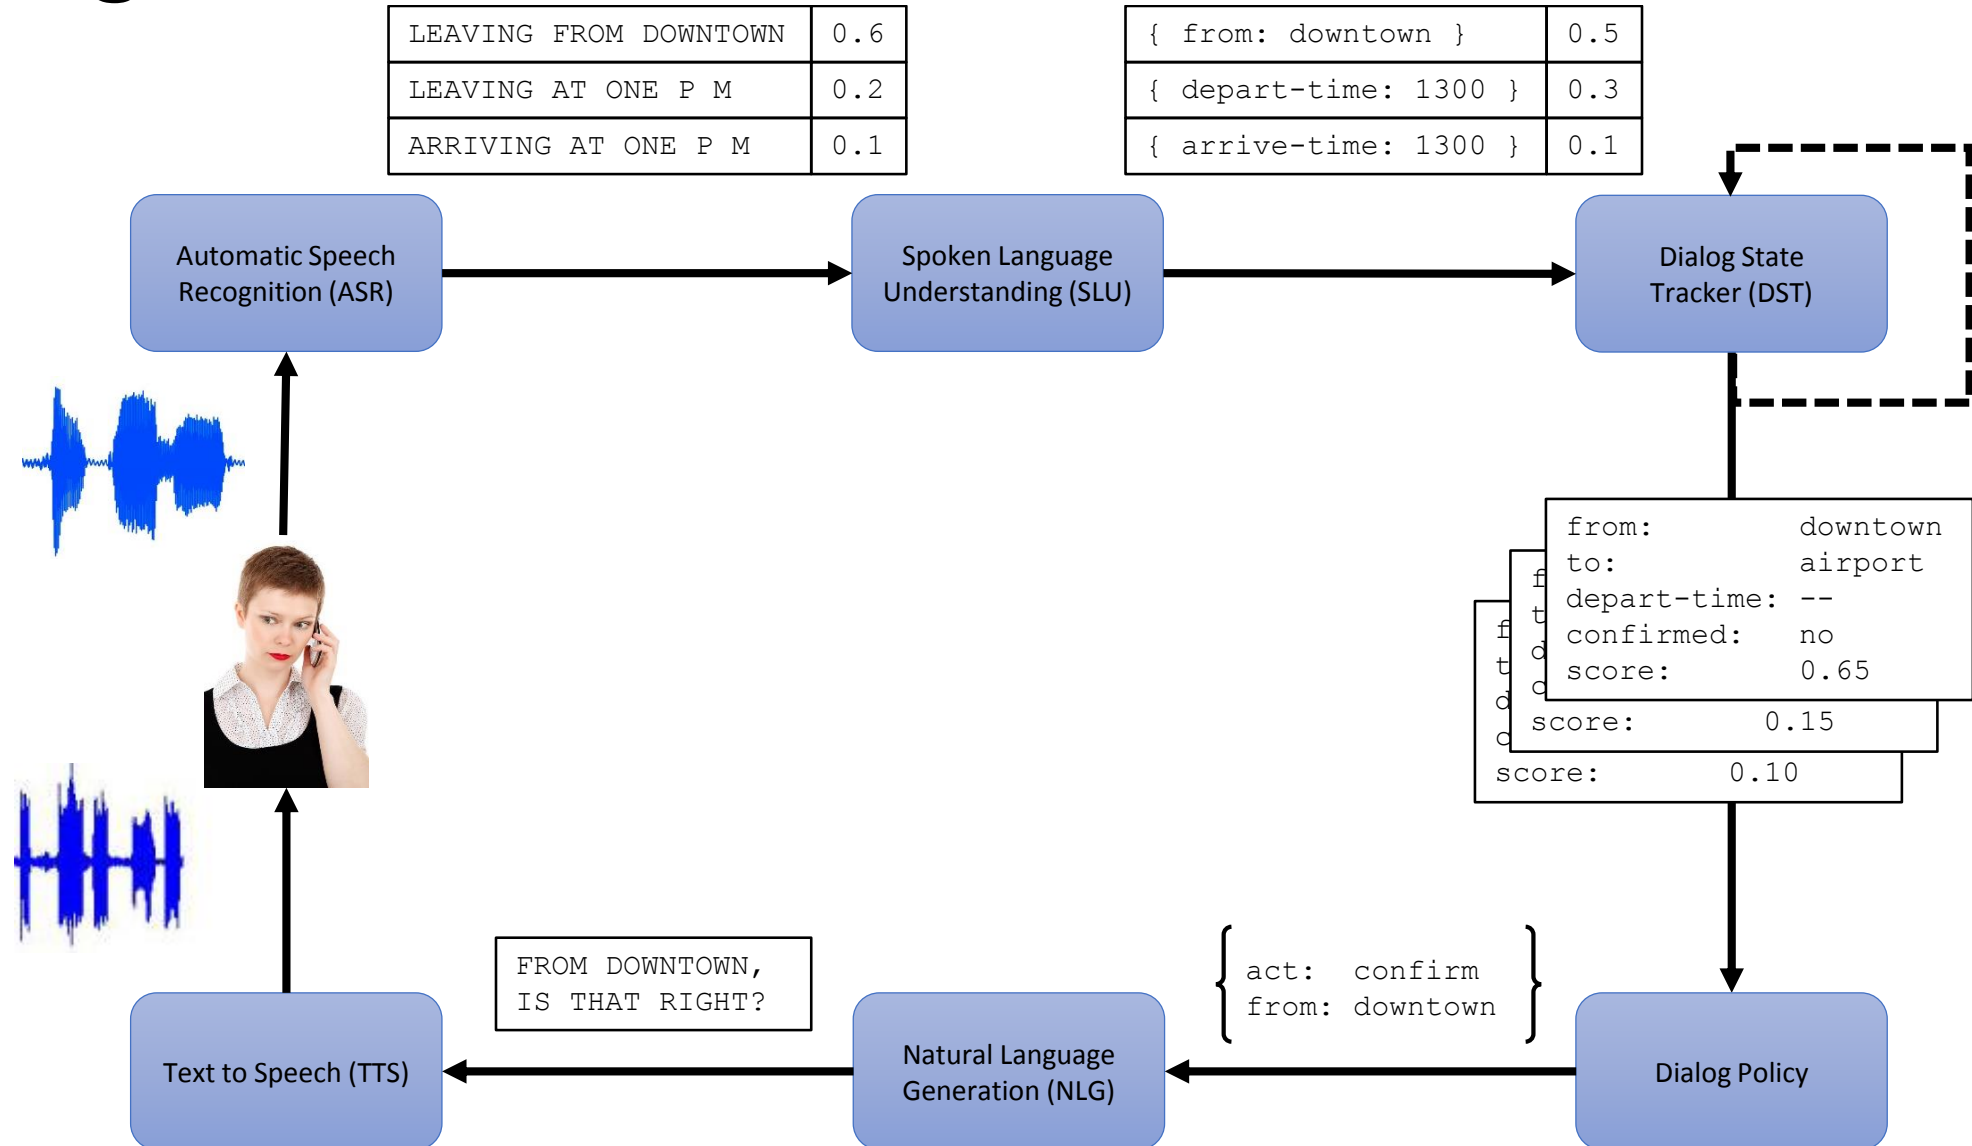 LEAVING FROM DOWNTOWN 0.6
LEAVING AT ONE P M 0.2
ARRIVING AT ONE P M 0.1
{ from: downtown } 0.5
{ depart-time: 1300 } 0.3
{ arrive-time: 1300 } 0.1
Automatic Speech
Recognition (ASR)
Spoken Language
Understanding (SLU)
Dialog State
Tracker (DST)
from: downtown
to: airport
depart-time: --
confirmed: no
score: 0.65
f
t
d
c
score: 0.15
f
t
d
c
score: 0.10
act: confirm
from: downtown
FROM DOWNTOWN,
IS THAT RIGHT?
Text to Speech (TTS)
Natural Language
Generation (NLG)
Dialog Policy